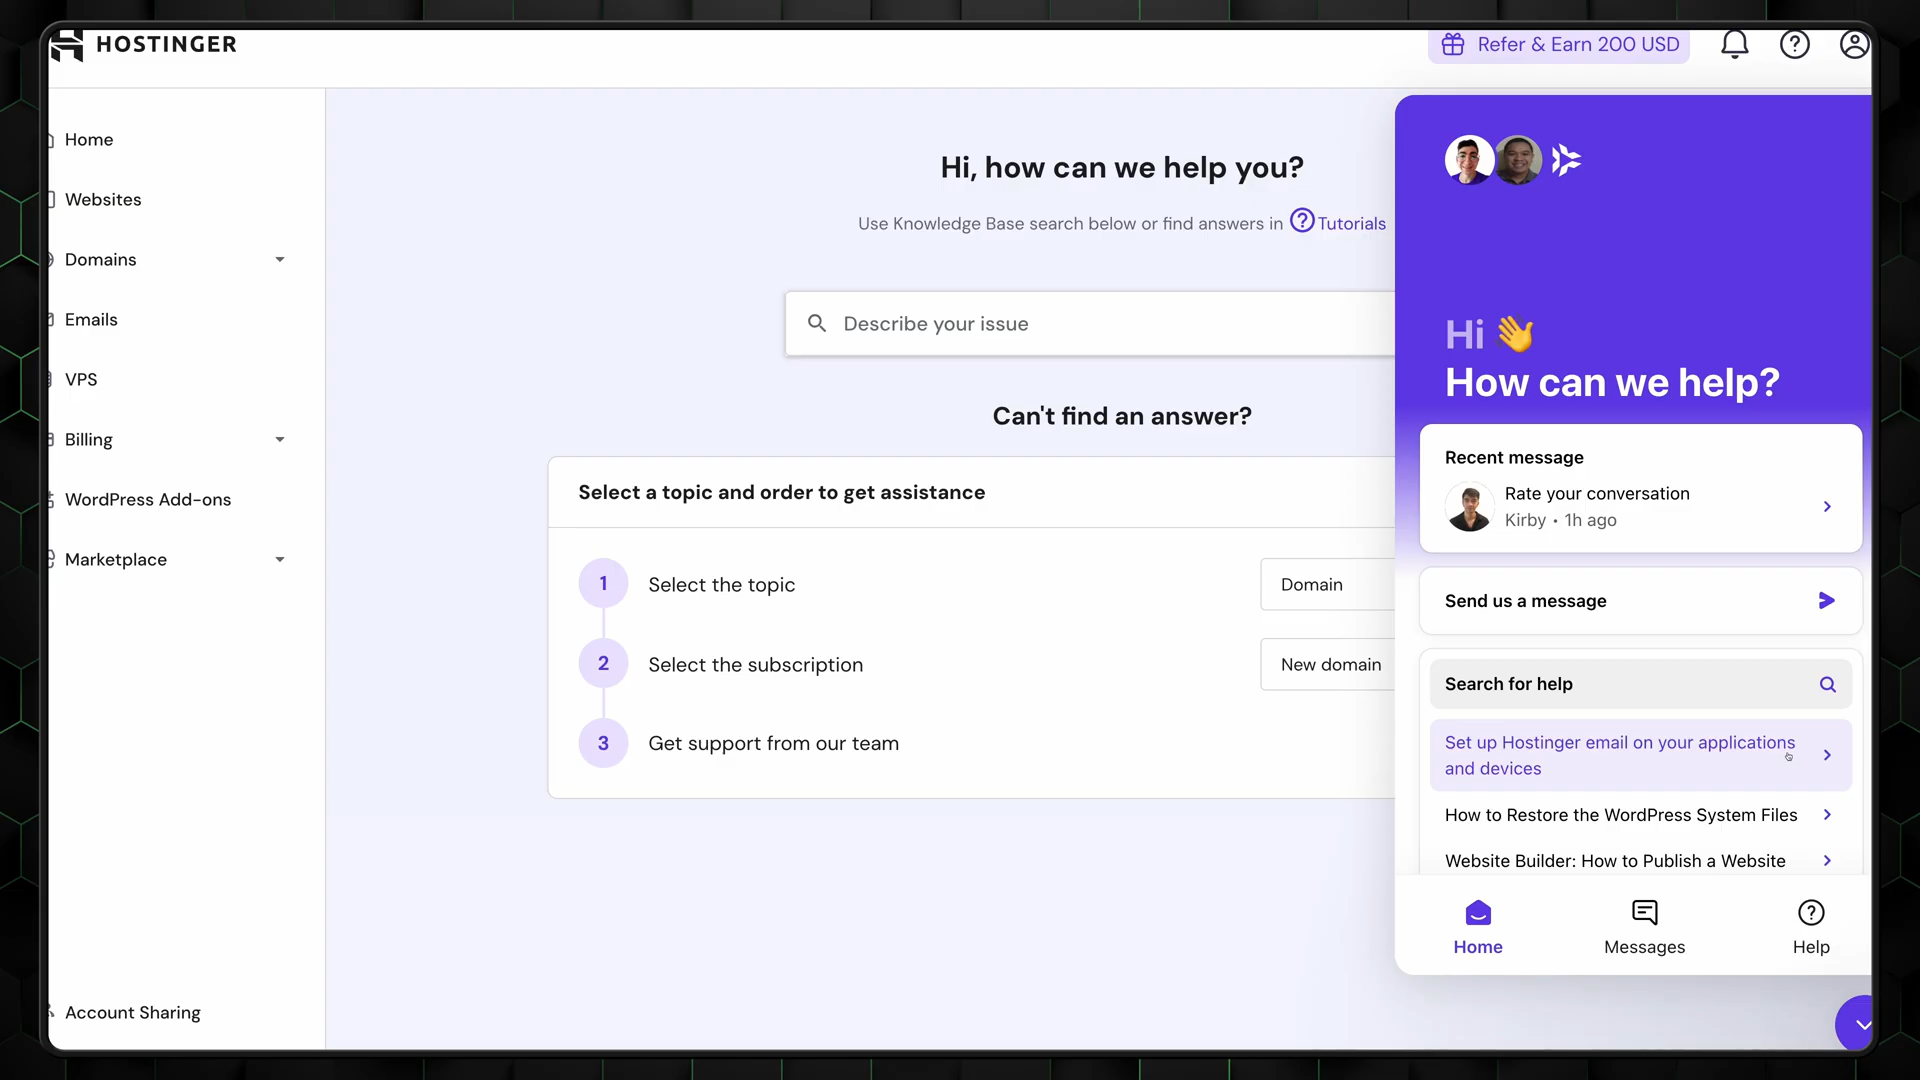 HOSTINGER
Refer & Earn 200 USD
Home
Websites
Domains
Emails
VPS
Billing
WordPress Add-ons
Marketplace
Account Sharing
Hi, how can we help you?
Use Knowledge Base search below or find answers in Tutorials
Describe your issue
Can't find an answer?
Select a topic and order to get assistance
1 Select the topic
Domain
2 Select the subscription
New domain
3 Get support from our team
Hi 👋
How can we help?
Recent message
Rate your conversation
Kirby • 1h ago
Send us a message
Search for help
Set up Hostinger email on your applications
and devices
How to Restore the WordPress System Files
Website Builder: How to Publish a Website
Home
Messages
Help